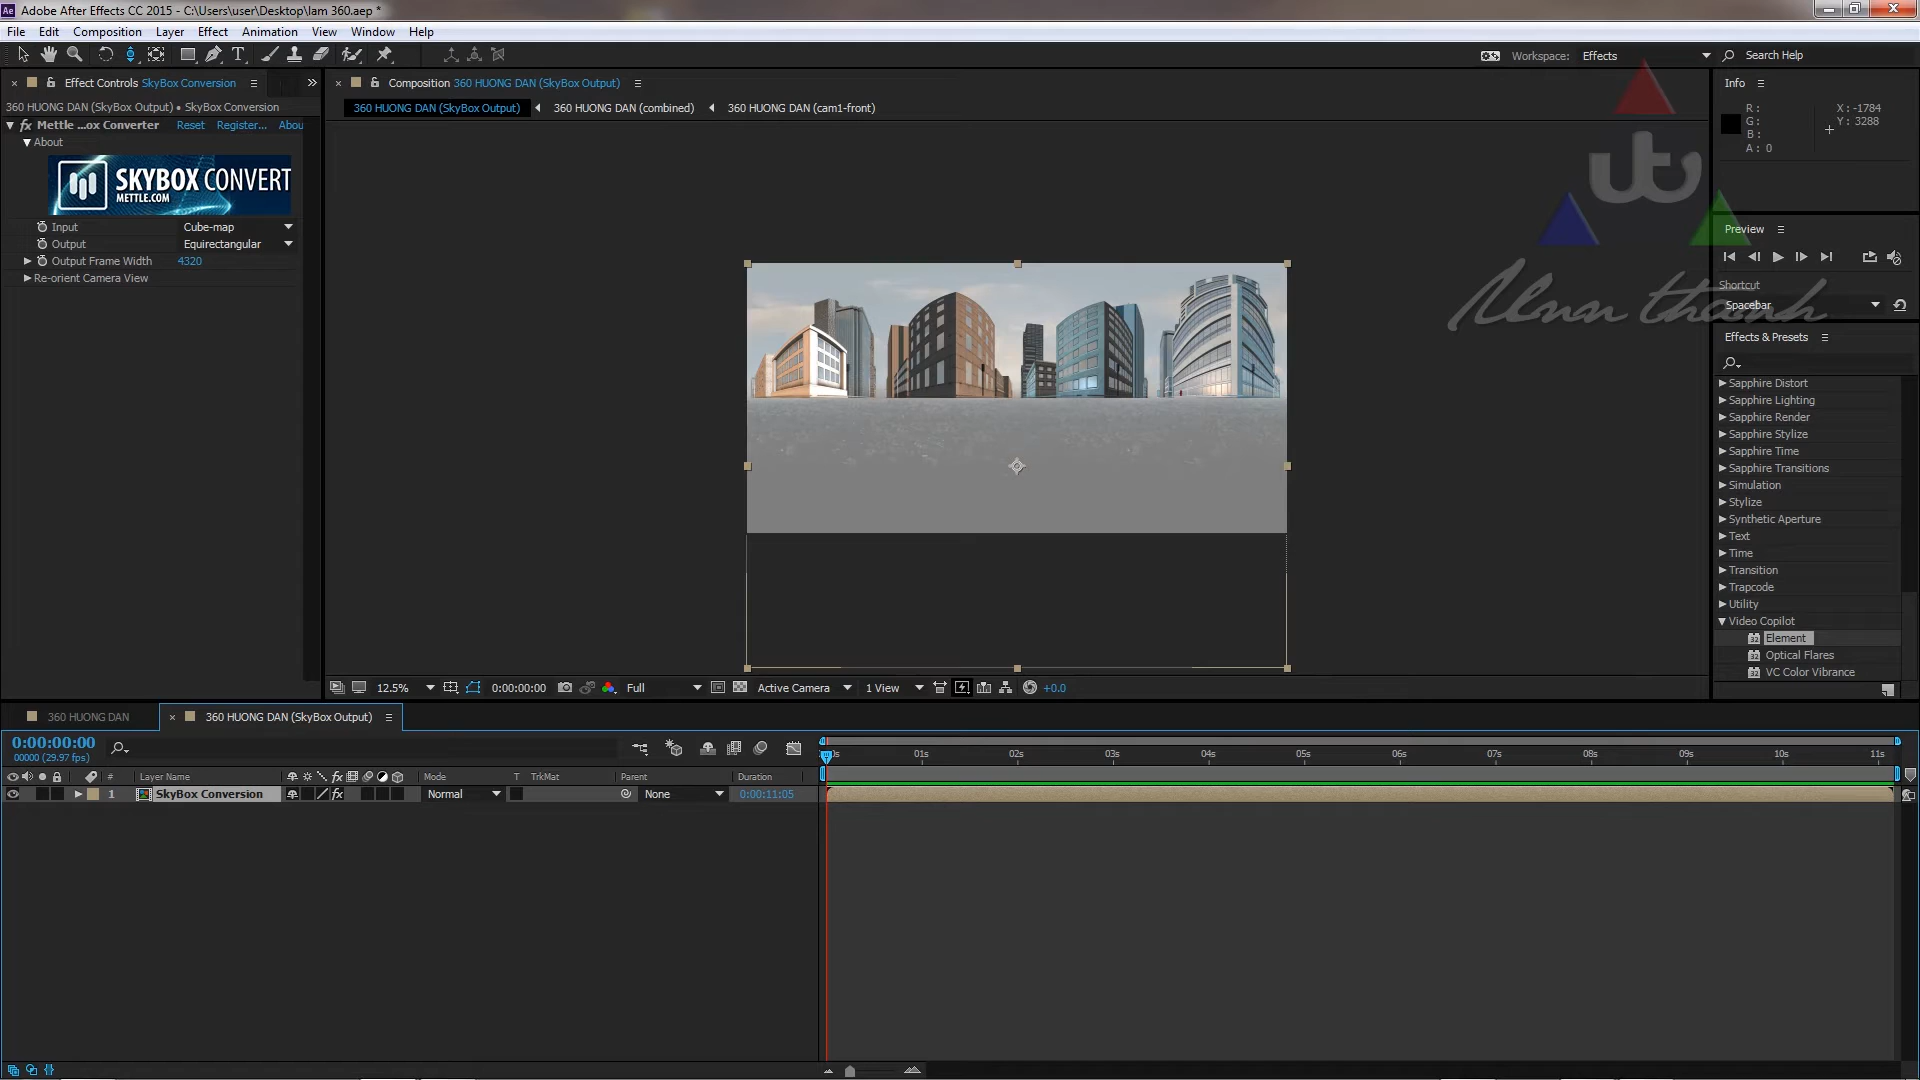 Adobe After Effects CC 2015 - C:\Users\user\Desktop\lam 360.aep *
File Edit Composition Layer Effect Animation View Window Help
Workspace: Effects Search Help
Effect Controls SkyBox Conversion
360 HUONG DAN (SkyBox Output) • SkyBox Conversion
Mettle ...ox Converter Reset Register... Abou
About
SKYBOX CONVERT
METTLE.COM
Input Cube-map
Output Equirectangular
Output Frame Width 4320
Re-orient Camera View
Composition 360 HUONG DAN (SkyBox Output)
360 HUONG DAN (SkyBox Output) 360 HUONG DAN (combined) 360 HUONG DAN (cam1-front)
12.5% 0:00:00:00 Full Active Camera 1 View +0.0
Info
R: X: -1784
G: Y: 3288
B:
A: 0
Preview
Shortcut
Spacebar
Effects & Presets
Sapphire Distort
Sapphire Lighting
Sapphire Render
Sapphire Stylize
Sapphire Time
Sapphire Transitions
Simulation
Stylize
Synthetic Aperture
Text
Time
Transition
Trapcode
Utility
Video Copilot
Element
Optical Flares
VC Color Vibrance
360 HUONG DAN 360 HUONG DAN (SkyBox Output)
0:00:00:00
00000 (29.97 fps)
# Layer Name Mode T TrkMat Parent Duration
1 SkyBox Conversion Normal None 0:00:11:05
01s 02s 03s 04s 05s 06s 07s 08s 09s 10s 11s